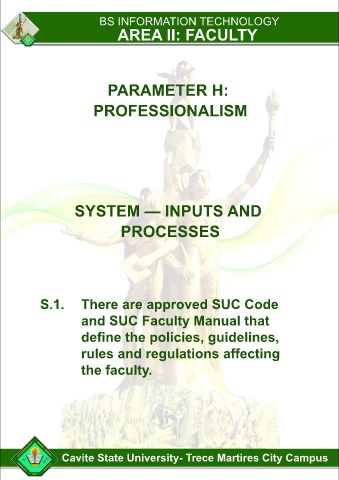 BS INFORMATION TECHNOLOGY
AREA II: FACULTY
PARAMETER H:
PROFESSIONALISM
SYSTEM — INPUTS AND
PROCESSES
S.1. There are approved SUC Code
and SUC Faculty Manual that
define the policies, guidelines,
rules and regulations affecting
the faculty.
Cavite State University- Trece Martires City Campus